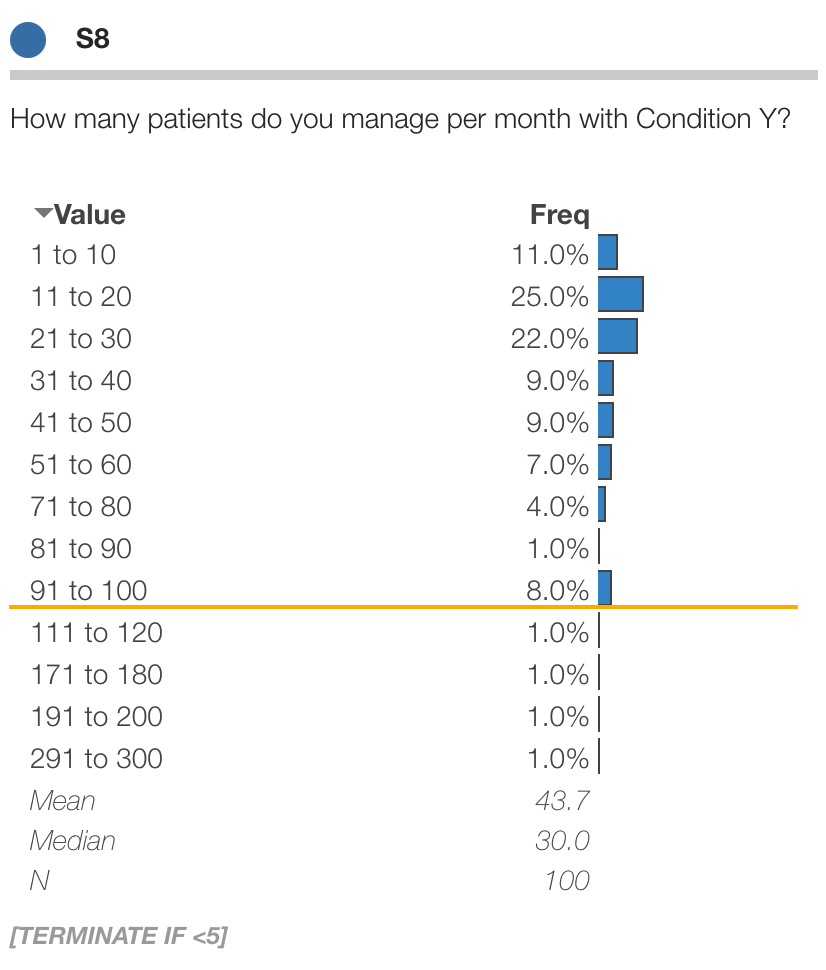 S8
How many patients do you manage per month with Condition Y?
Value Freq
1 to 10 11.0%
11 to 20 25.0%
21 to 30 22.0%
31 to 40 9.0%
41 to 50 9.0%
51 to 60 7.0%
71 to 80 4.0%
81 to 90 1.0%
91 to 100 8.0%
111 to 120 1.0%
171 to 180 1.0%
191 to 200 1.0%
291 to 300 1.0%
Mean 43.7
Median 30.0
N 100
[TERMINATE IF <5]